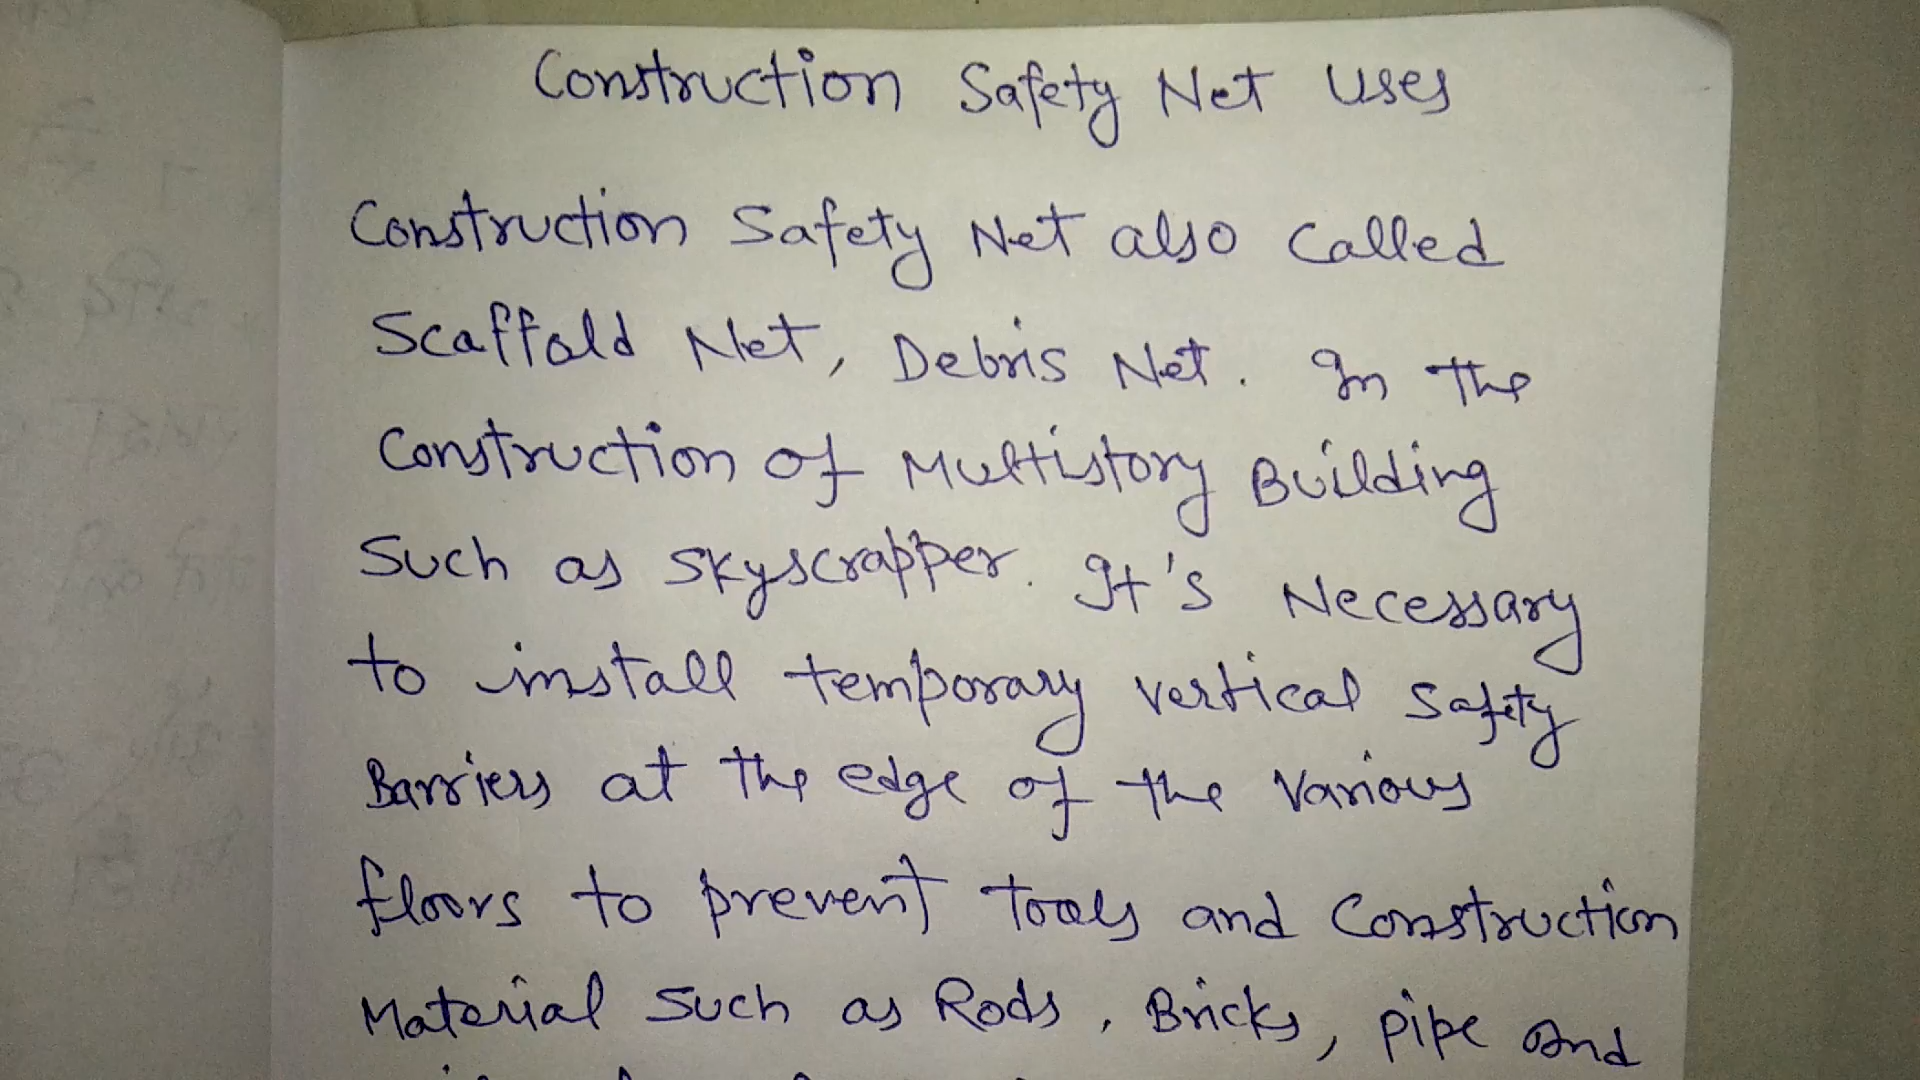 Construction Safety Net Uses
Construction Safety Net also Called
Scaffold Net, Debris Net. In the
Construction of Multistory Building
Such as Skyscrapper. It's Necessary
to install temporary vertical Safety
Barriers at the edge of the Various
floors to prevent Tools and Construction
Material Such as Rods, Bricks, pipe and